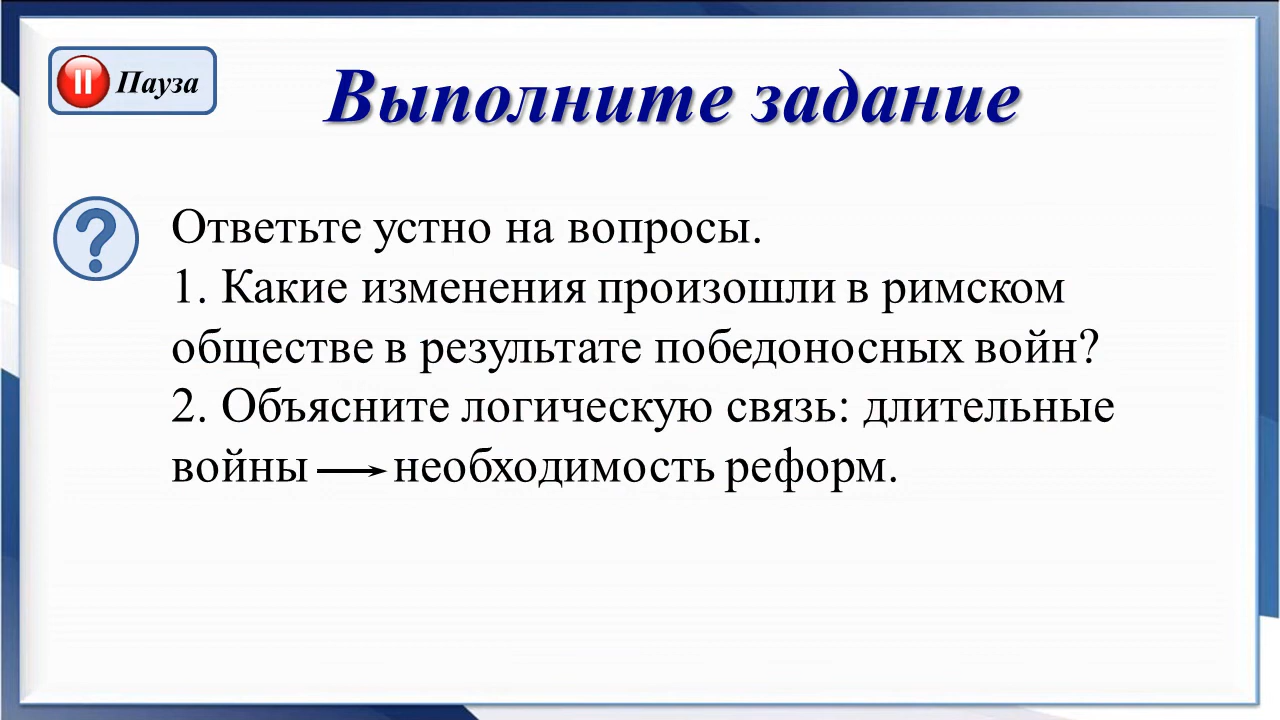 Пауза
Выполните задание
Ответьте устно на вопросы.
1. Какие изменения произошли в римском
обществе в результате победоносных войн?
2. Объясните логическую связь: длительные
войны → необходимость реформ.